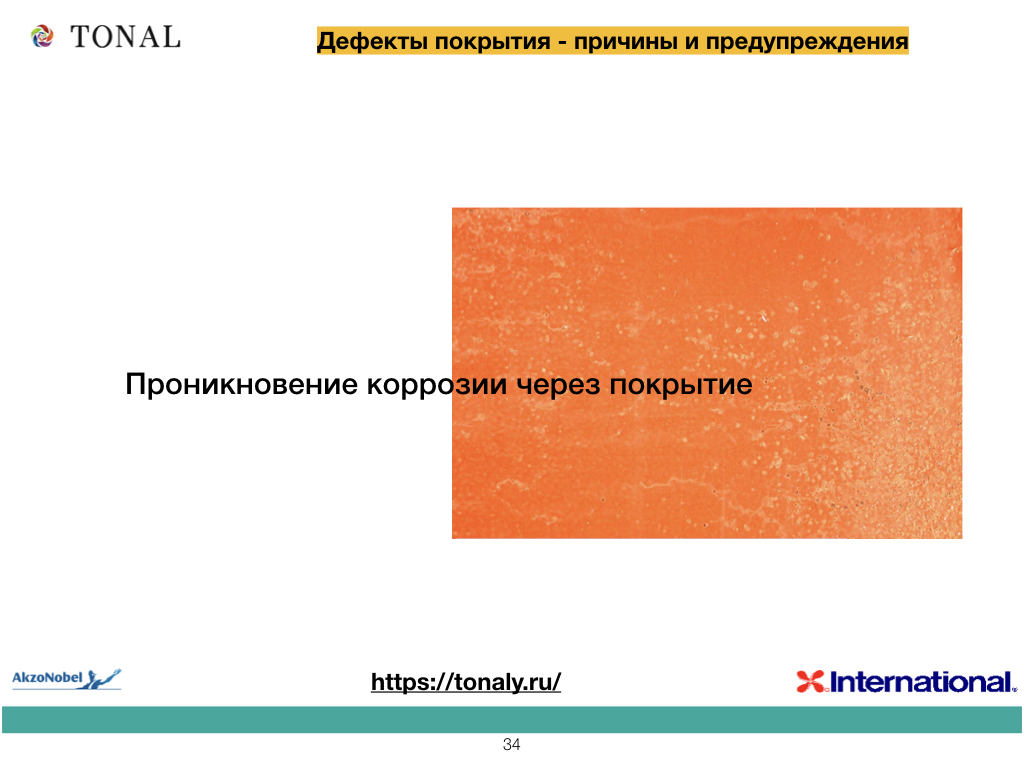 TONAL
Дефекты покрытия - причины и предупреждения
Проникновение коррозии через покрытие
AkzoNobel
https://tonaly.ru/
International
34